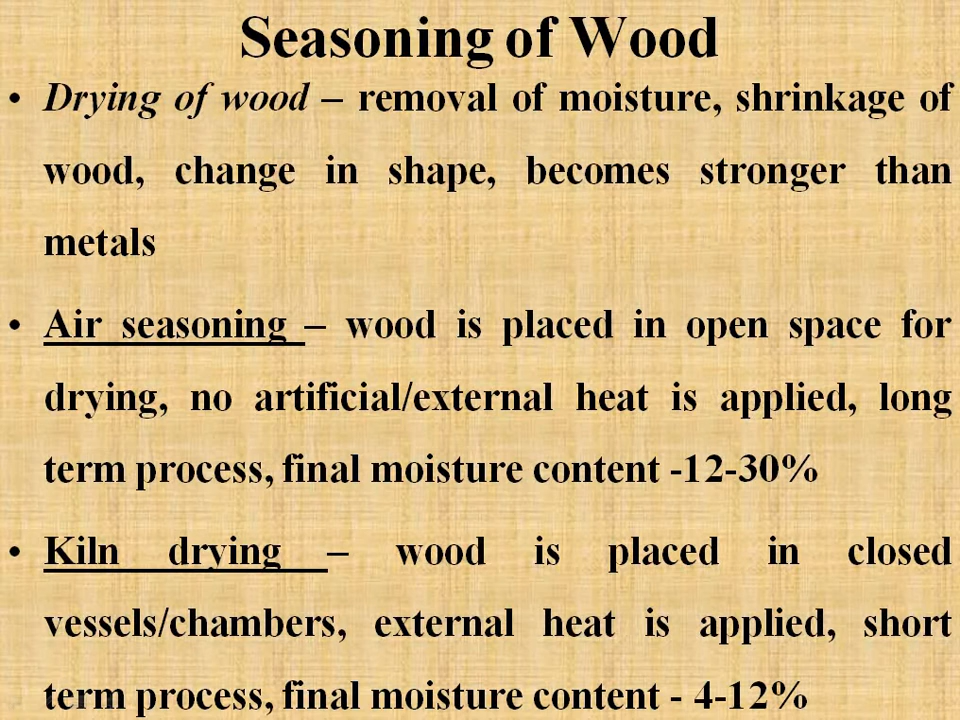 Seasoning of Wood
• Drying of wood – removal of moisture, shrinkage of
wood, change in shape, becomes stronger than
metals
• Air seasoning – wood is placed in open space for
drying, no artificial/external heat is applied, long
term process, final moisture content -12-30%
• Kiln drying – wood is placed in closed
vessels/chambers, external heat is applied, short
term process, final moisture content - 4-12%